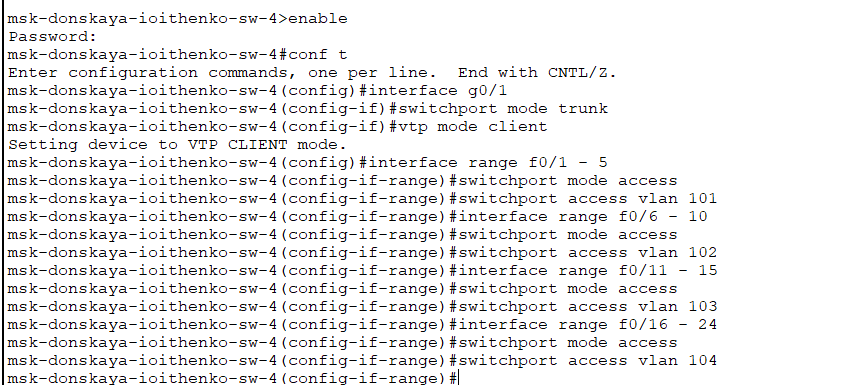 msk-donskaya-ioithenko-sw-4>enable
Password:
msk-donskaya-ioithenko-sw-4#conf t
Enter configuration commands, one per line.  End with CNTL/Z.
msk-donskaya-ioithenko-sw-4(config)#interface g0/1
msk-donskaya-ioithenko-sw-4(config-if)#switchport mode trunk
msk-donskaya-ioithenko-sw-4(config-if)#vtp mode client
Setting device to VTP CLIENT mode.
msk-donskaya-ioithenko-sw-4(config)#interface range f0/1 - 5
msk-donskaya-ioithenko-sw-4(config-if-range)#switchport mode access
msk-donskaya-ioithenko-sw-4(config-if-range)#switchport access vlan 101
msk-donskaya-ioithenko-sw-4(config-if-range)#interface range f0/6 - 10
msk-donskaya-ioithenko-sw-4(config-if-range)#switchport mode access
msk-donskaya-ioithenko-sw-4(config-if-range)#switchport access vlan 102
msk-donskaya-ioithenko-sw-4(config-if-range)#interface range f0/11 - 15
msk-donskaya-ioithenko-sw-4(config-if-range)#switchport mode access
msk-donskaya-ioithenko-sw-4(config-if-range)#switchport access vlan 103
msk-donskaya-ioithenko-sw-4(config-if-range)#interface range f0/16 - 24
msk-donskaya-ioithenko-sw-4(config-if-range)#switchport mode access
msk-donskaya-ioithenko-sw-4(config-if-range)#switchport access vlan 104
msk-donskaya-ioithenko-sw-4(config-if-range)#